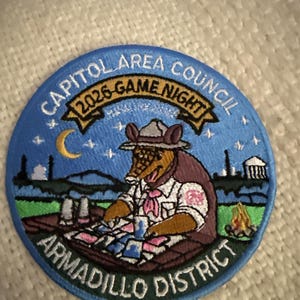 CAPITOL AREA COUNCIL
2026 GAME NIGHT
ARMADILLO DISTRICT